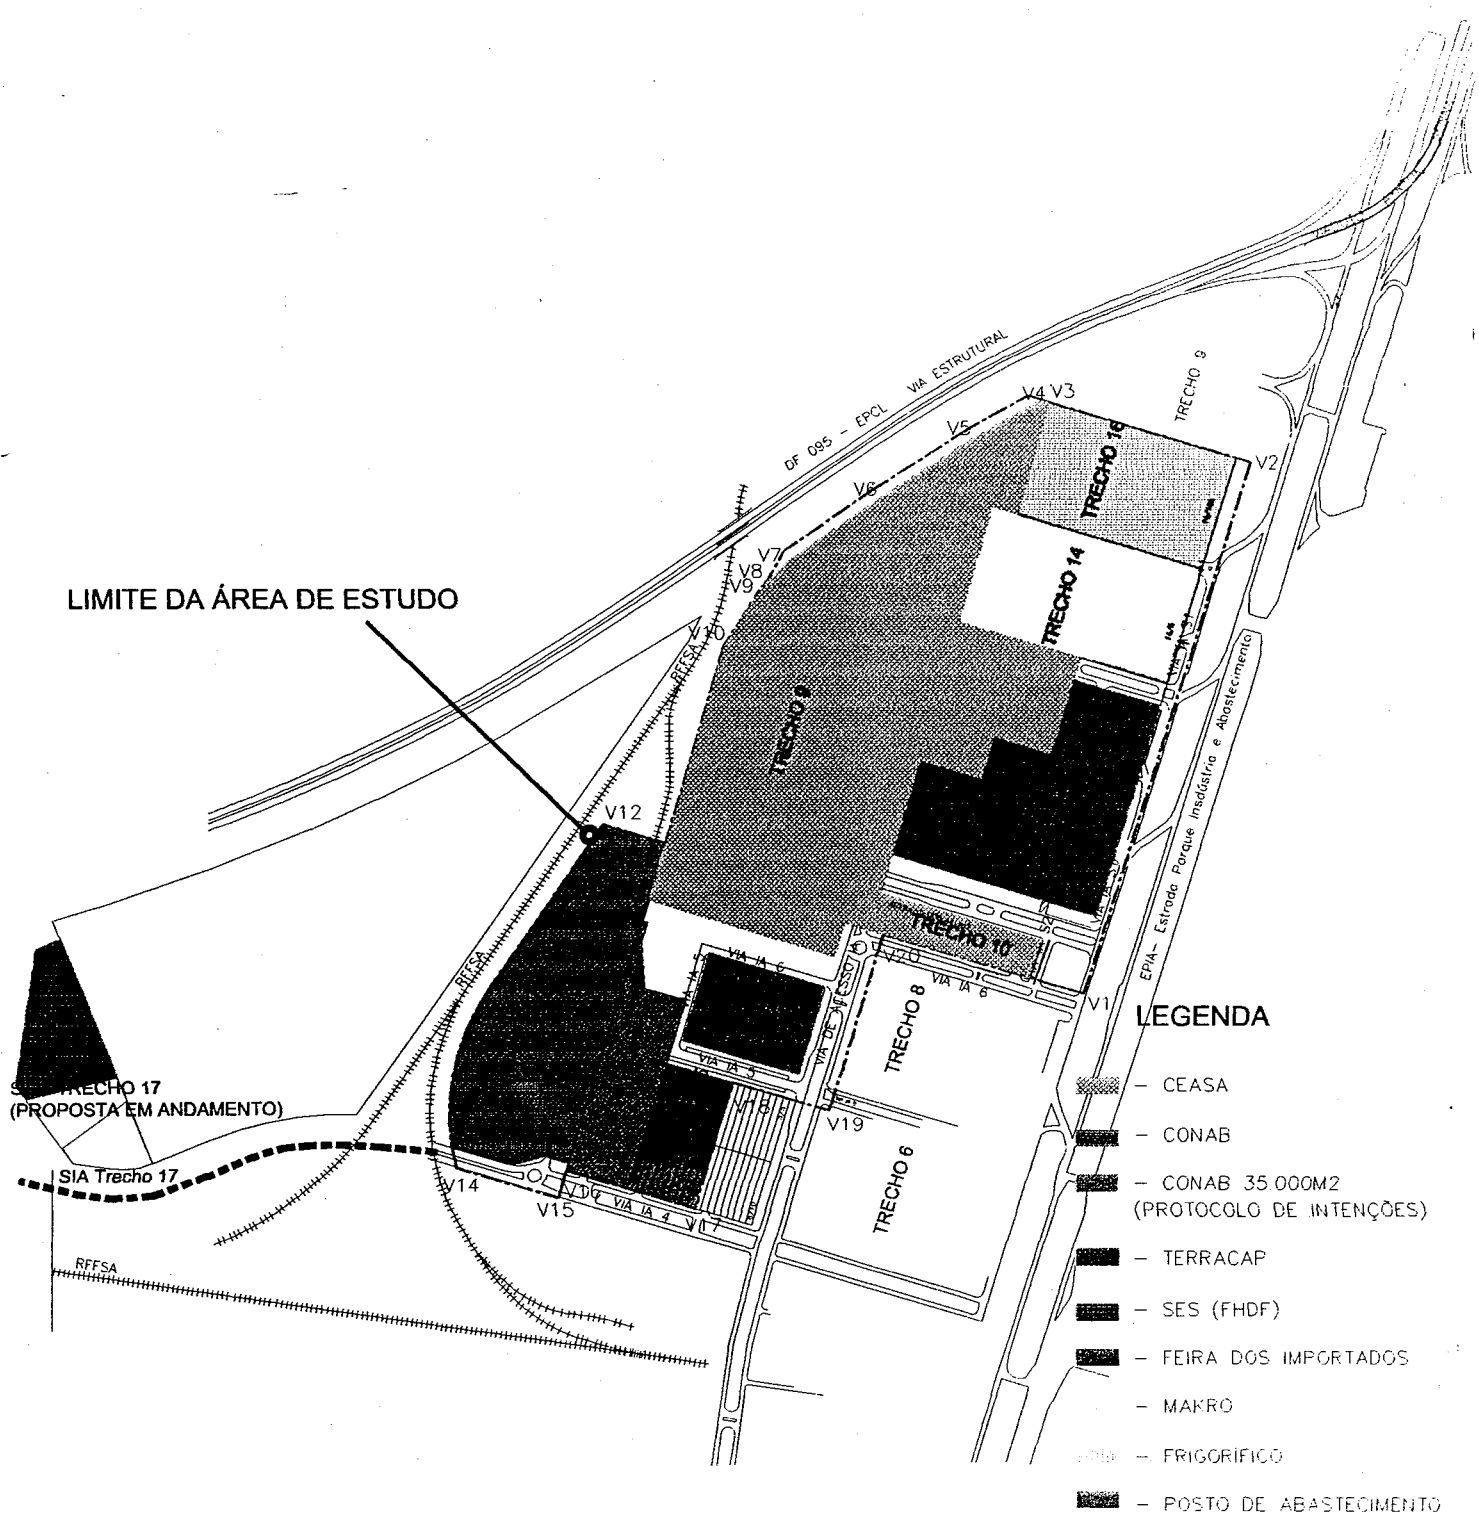 DF 095 - EPCL VIA ESTRUTURAL
TRECHO 9
V4 V3
V5
V2
V6
TRECHO 16
V7
V8
V9
TRECHO 14
LIMITE DA ÁREA DE ESTUDO
V10
RFFSA
TRECHO 9
V12
EPIA- Estrada Parque Insdústria e Abastecimento
TRECHO 10
V20
VIA IA 6
VIA IA 6
RFFSA
V1
TRECHO 8
VIA DE ACESSO
VIA IA 5
V18
V19
TRECHO 17
(PROPOSTA EM ANDAMENTO)
SIA Trecho 17
V14
V15
V16
VIA IA 4
V17
TRECHO 6
RFFSA
LEGENDA
- CEASA
- CONAB
- CONAB 35.000M2
(PROTOCOLO DE INTENÇÕES)
- TERRACAP
- SES (FHDF)
- FEIRA DOS IMPORTADOS
- MAKRO
- FRIGORÍFICO
- POSTO DE ABASTECIMENTO